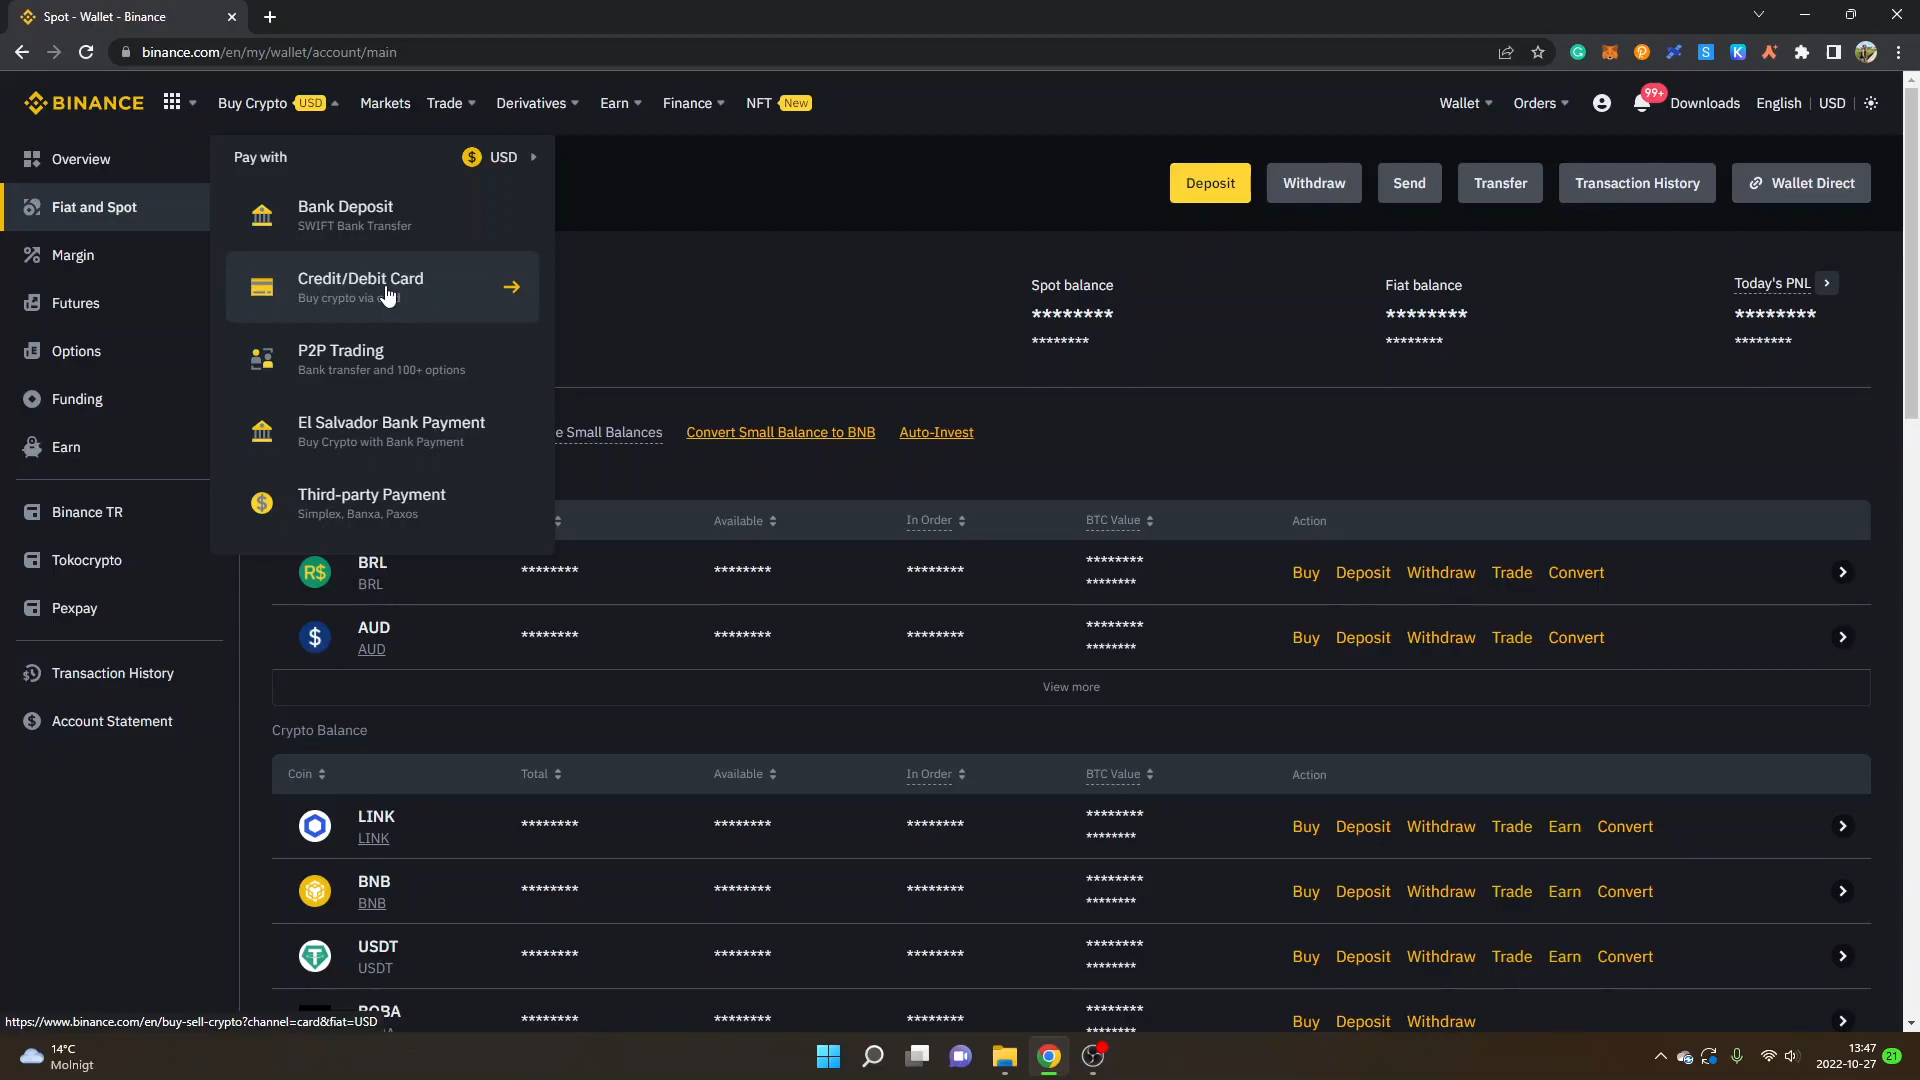 Spot - Wallet - Binance
binance.com/en/my/wallet/account/main
BINANCE
Buy Crypto USD
Markets
Trade
Derivatives
Earn
Finance
NFT New
Wallet
Orders
99+
Downloads
English
USD
Overview
Fiat and Spot
Margin
Futures
Options
Funding
Earn
Binance TR
Tokocrypto
Pexpay
Transaction History
Account Statement
Pay with
$ USD
Bank Deposit
SWIFT Bank Transfer
Credit/Debit Card
Buy crypto via
P2P Trading
Bank transfer and 100+ options
El Salvador Bank Payment
Buy Crypto with Bank Payment
Third-party Payment
Simplex, Banxa, Paxos
Deposit
Withdraw
Send
Transfer
Transaction History
Wallet Direct
Spot balance
********
********
Fiat balance
********
********
Today's PNL
********
********
Small Balances
Convert Small Balance to BNB
Auto-Invest
Available
In Order
BTC Value
Action
R$
BRL
BRL
********
********
********
********
********
Buy Deposit Withdraw Trade Convert
$
AUD
AUD
********
********
********
********
********
Buy Deposit Withdraw Trade Convert
View more
Crypto Balance
Coin
Total
Available
In Order
BTC Value
Action
LINK
LINK
********
********
********
********
********
Buy Deposit Withdraw Trade Earn Convert
BNB
BNB
********
********
********
********
********
Buy Deposit Withdraw Trade Earn Convert
USDT
USDT
********
********
********
********
********
Buy Deposit Withdraw Trade Earn Convert
********
********
********
********
********
Buy Deposit Withdraw
https://www.binance.com/en/buy-sell-crypto?channel=card&fiat=USD
14°C
Molnigt
13:47
2022-10-27
21